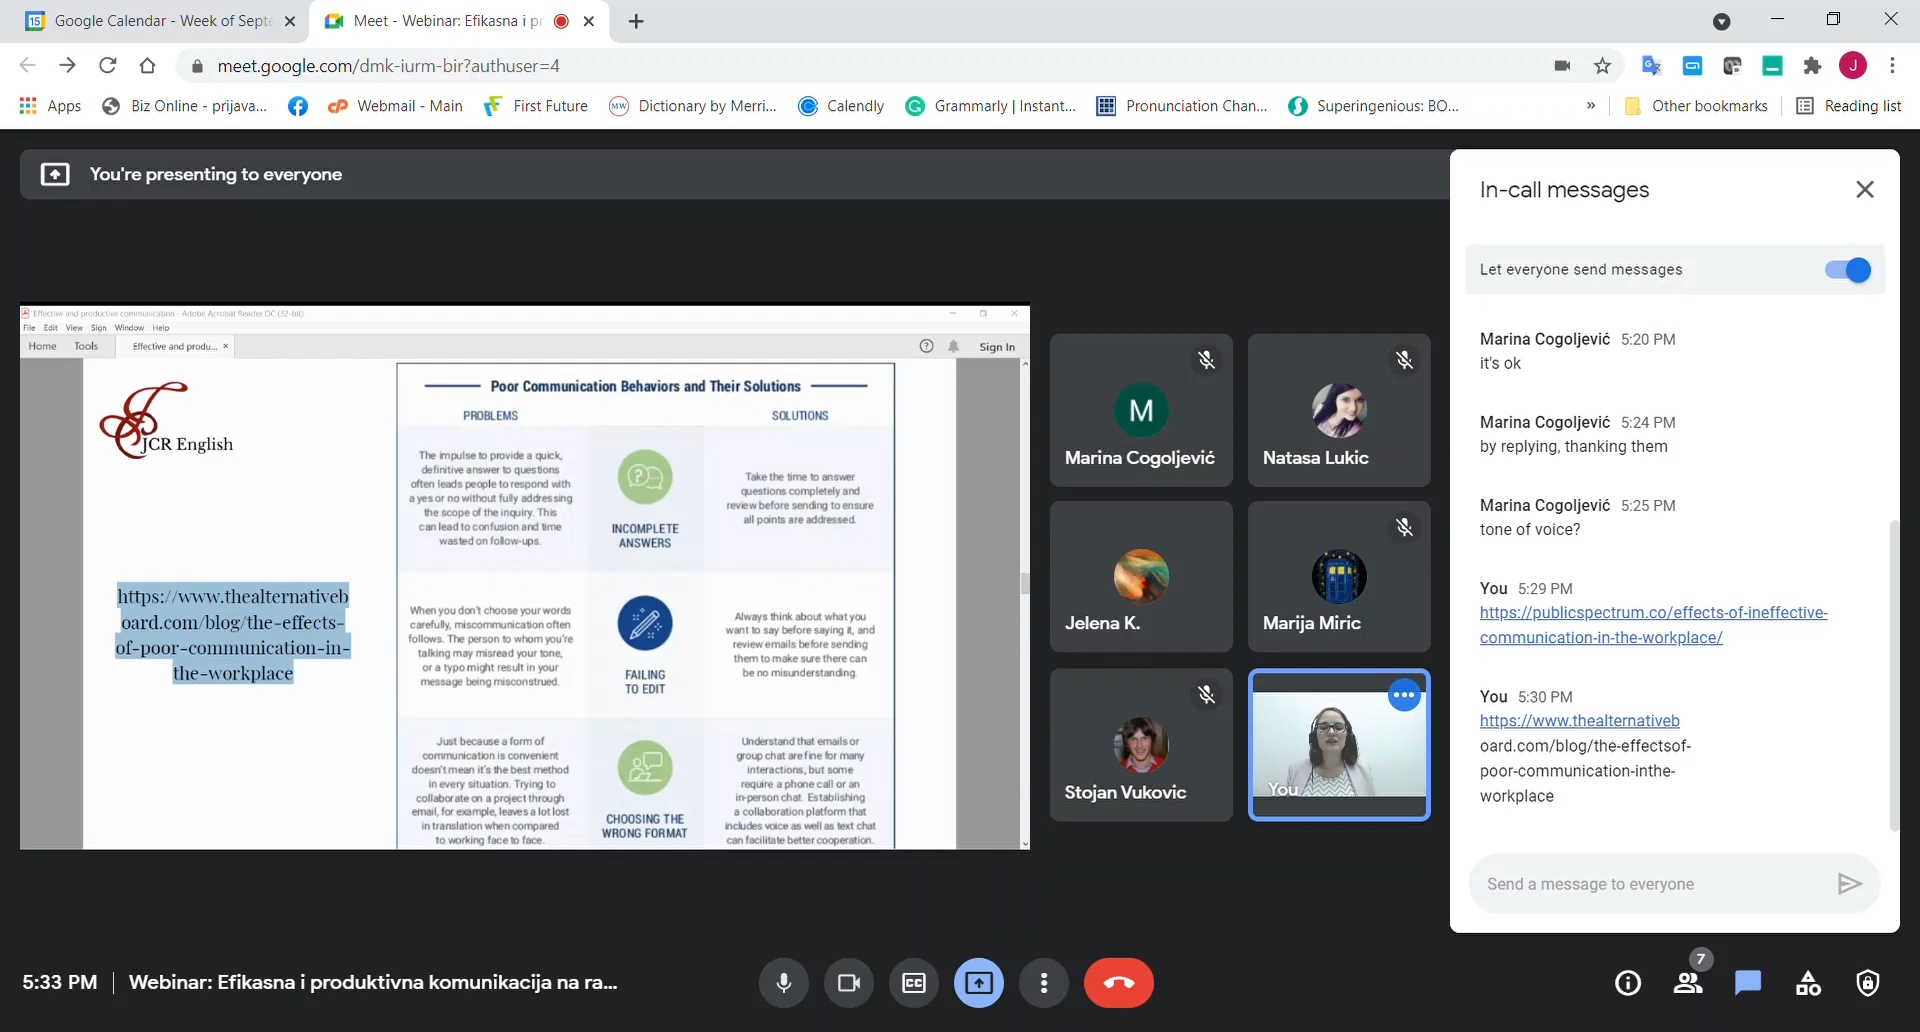 Google Calendar - Week of Septe
Meet - Webinar: Efikasna i pr
meet.google.com/dmk-iurm-bir?authuser=4
J
Apps
Biz Online - prijava...
Webmail - Main
First Future
Dictionary by Merri...
Calendly
Grammarly | Instant...
Pronunciation Chan...
Superingenious: BO...
»
Other bookmarks
Reading list
You're presenting to everyone
Effective and productive communication - Adobe Acrobat Reader DC (32-bit)
File Edit View Sign Window Help
Home Tools Effective and produ... × Sign In
JCR English
https://www.thealternativeb
oard.com/blog/the-effects-
of-poor-communication-in-
the-workplace
Poor Communication Behaviors and Their Solutions
PROBLEMS SOLUTIONS
The impulse to provide a quick,
definitive answer to questions
often leads people to respond with
a yes or no without fully addressing
the scope of the inquiry. This
can lead to confusion and time
wasted on follow-ups.
INCOMPLETE
ANSWERS
Take the time to answer
questions completely and
review before sending to ensure
all points are addressed.
When you don't choose your words
carefully, miscommunication often
follows. The person to whom you're
talking may misread your tone,
or a typo might result in your
message being misconstrued.
FAILING
TO EDIT
Always think about what you
want to say before saying it, and
review emails before sending
them to make sure there can
be no misunderstanding.
Just because a form of
communication is convenient
doesn't mean it's the best method
in every situation. Trying to
collaborate on a project through
email, for example, leaves a lot lost
in translation when compared
to working face to face.
CHOOSING THE
WRONG FORMAT
Understand that emails or
group chat are fine for many
interactions, but some
require a phone call or an
in-person chat. Establishing
a collaboration platform that
includes voice as well as text chat
can facilitate better cooperation.
M
Marina Cogoljević
Natasa Lukic
Jelena K.
Marija Miric
Stojan Vukovic
You
In-call messages
Let everyone send messages
Marina Cogoljević 5:20 PM
it's ok
Marina Cogoljević 5:24 PM
by replying, thanking them
Marina Cogoljević 5:25 PM
tone of voice?
You 5:29 PM
https://publicspectrum.co/effects-of-ineffective-
communication-in-the-workplace/
You 5:30 PM
https://www.thealternativeb
oard.com/blog/the-effectsof-
poor-communication-inthe-
workplace
Send a message to everyone
5:33 PM
Webinar: Efikasna i produktivna komunikacija na ra...
CC
7